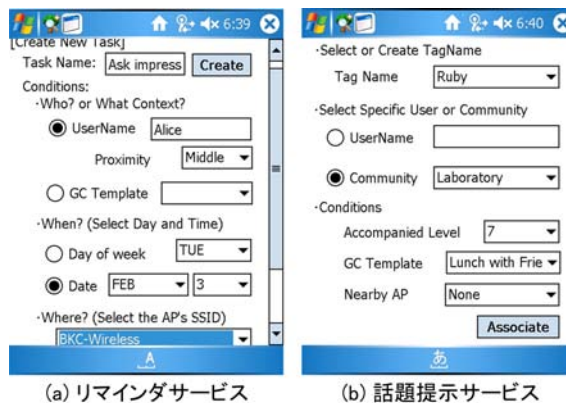 6:39
[Create New Task]
Task Name: Ask impress Create
Conditions:
·Who? or What Context?
UserName Alice
Proximity Middle
GC Template
·When? (Select Day and Time)
Day of week TUE
Date FEB 3
·Where? (Select the AP's SSID)
BKC-Wireless
A
(a) リマインダサービス
6:40
·Select or Create TagName
Tag Name Ruby
·Select Specific User or Community
UserName
Community Laboratory
·Conditions
Accompanied Level 7
GC Template Lunch with Frie
Nearby AP None
Associate
あ
(b) 話題提示サービス